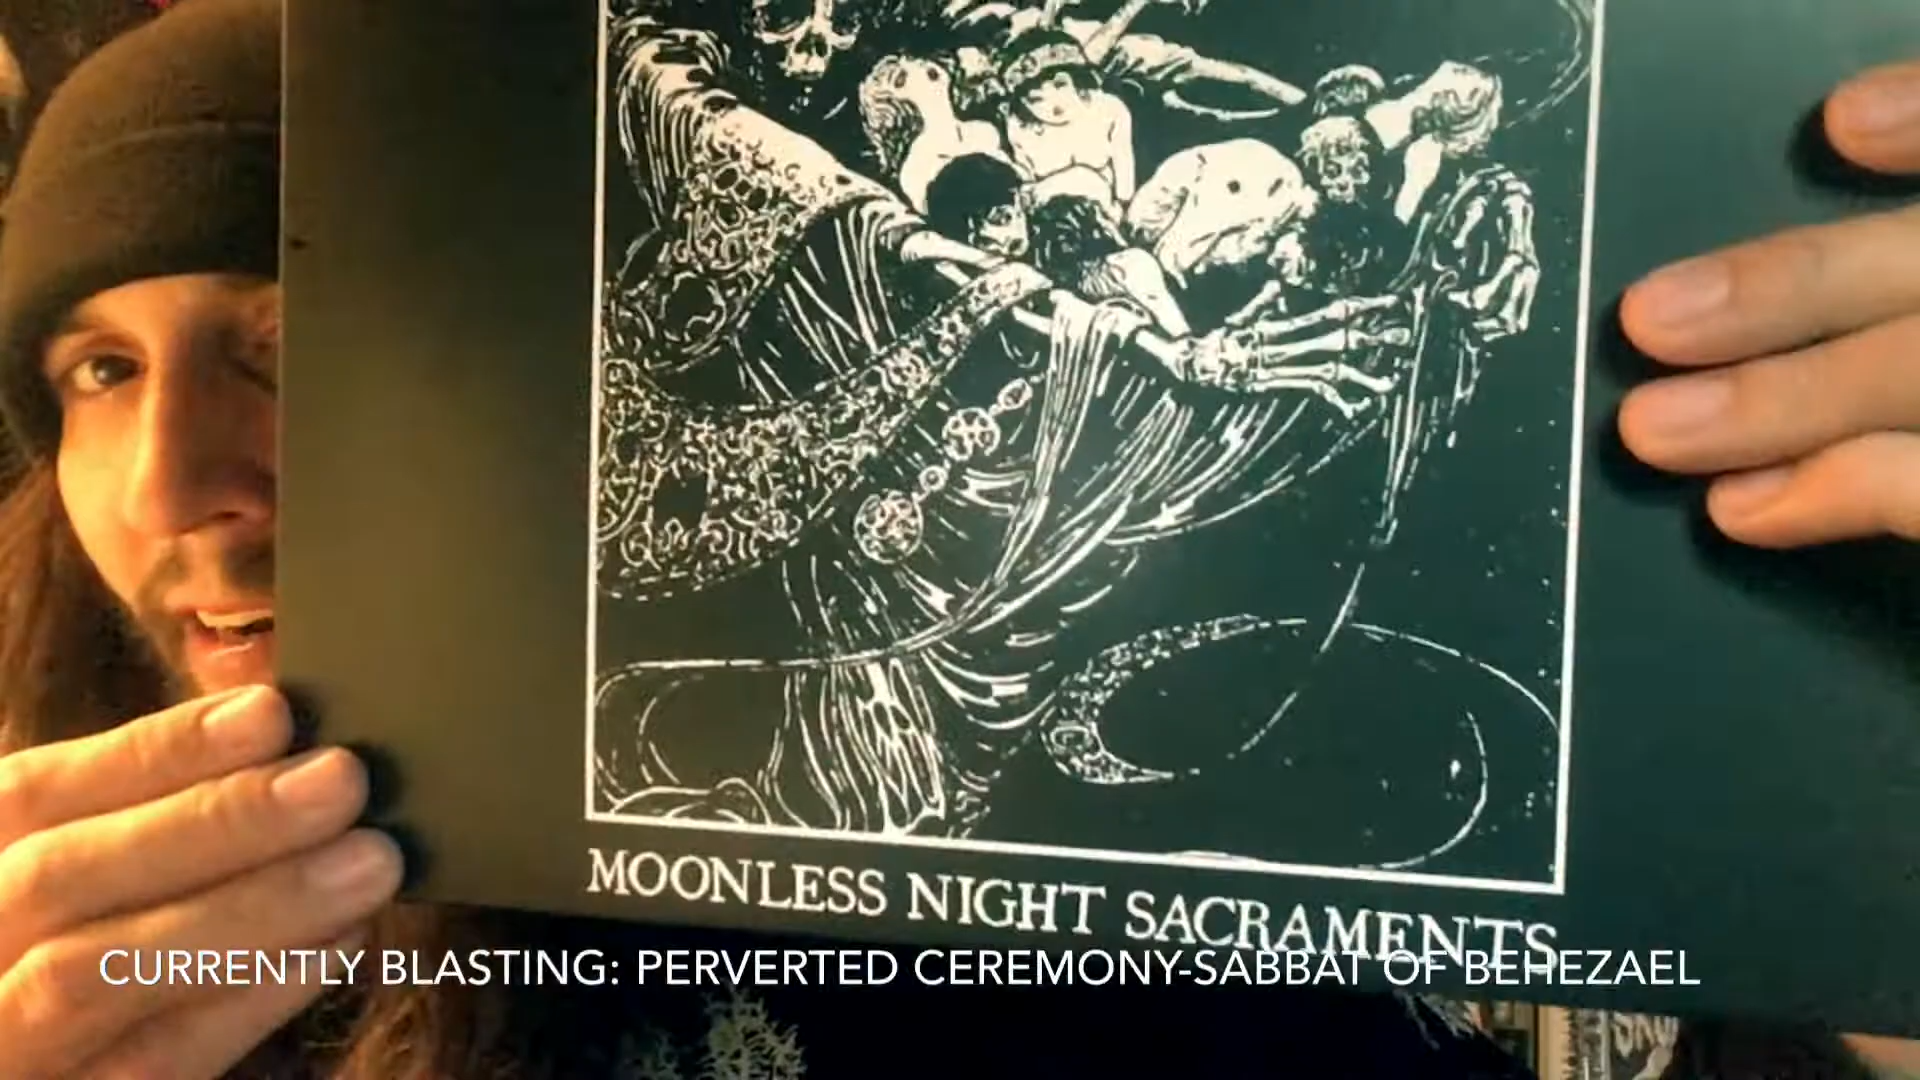 MOONLESS NIGHT SACRAMENTS
CURRENTLY BLASTING: PERVERTED CEREMONY-SABBAT OF BEHEZAEL